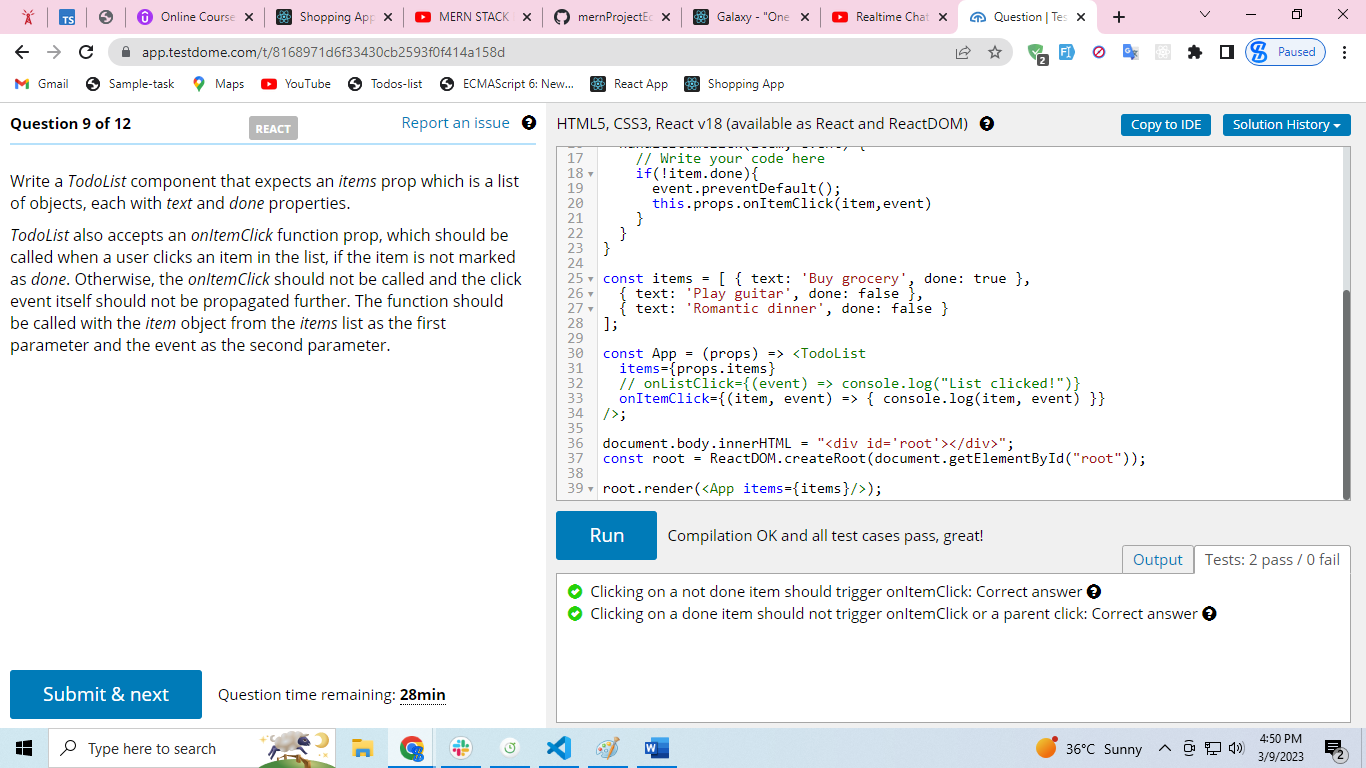 Online Course
Shopping App
MERN STACK
mernProjectEc
Galaxy - "One
Realtime Chat
Question | Tes
app.testdome.com/t/8168971d6f33430cb2593f0f414a158d
Paused
Gmail
Sample-task
Maps
YouTube
Todos-list
ECMAScript 6: New...
React App
Shopping App
Question 9 of 12
REACT
Report an issue
Write a TodoList component that expects an items prop which is a list
of objects, each with text and done properties.
TodoList also accepts an onItemClick function prop, which should be
called when a user clicks an item in the list, if the item is not marked
as done. Otherwise, the onItemClick should not be called and the click
event itself should not be propagated further. The function should
be called with the item object from the items list as the first
parameter and the event as the second parameter.
Submit & next
Question time remaining: 28min
HTML5, CSS3, React v18 (available as React and ReactDOM)
Copy to IDE
Solution History
17 // Write your code here
18 if(!item.done){
19 event.preventDefault();
20 this.props.onItemClick(item,event)
21 }
22 }
23 }
24
25 const items = [ { text: 'Buy grocery', done: true },
26 { text: 'Play guitar', done: false },
27 { text: 'Romantic dinner', done: false }
28 ];
29
30 const App = (props) => <TodoList
31 items={props.items}
32 // onListClick={(event) => console.log("List clicked!")}
33 onItemClick={(item, event) => { console.log(item, event) }}
34 />;
35
36 document.body.innerHTML = "<div id='root'></div>";
37 const root = ReactDOM.createRoot(document.getElementById("root"));
38
39 root.render(<App items={items}/>);
Run
Compilation OK and all test cases pass, great!
Output
Tests: 2 pass / 0 fail
Clicking on a not done item should trigger onItemClick: Correct answer
Clicking on a done item should not trigger onItemClick or a parent click: Correct answer
Type here to search
36°C Sunny
4:50 PM
3/9/2023
2